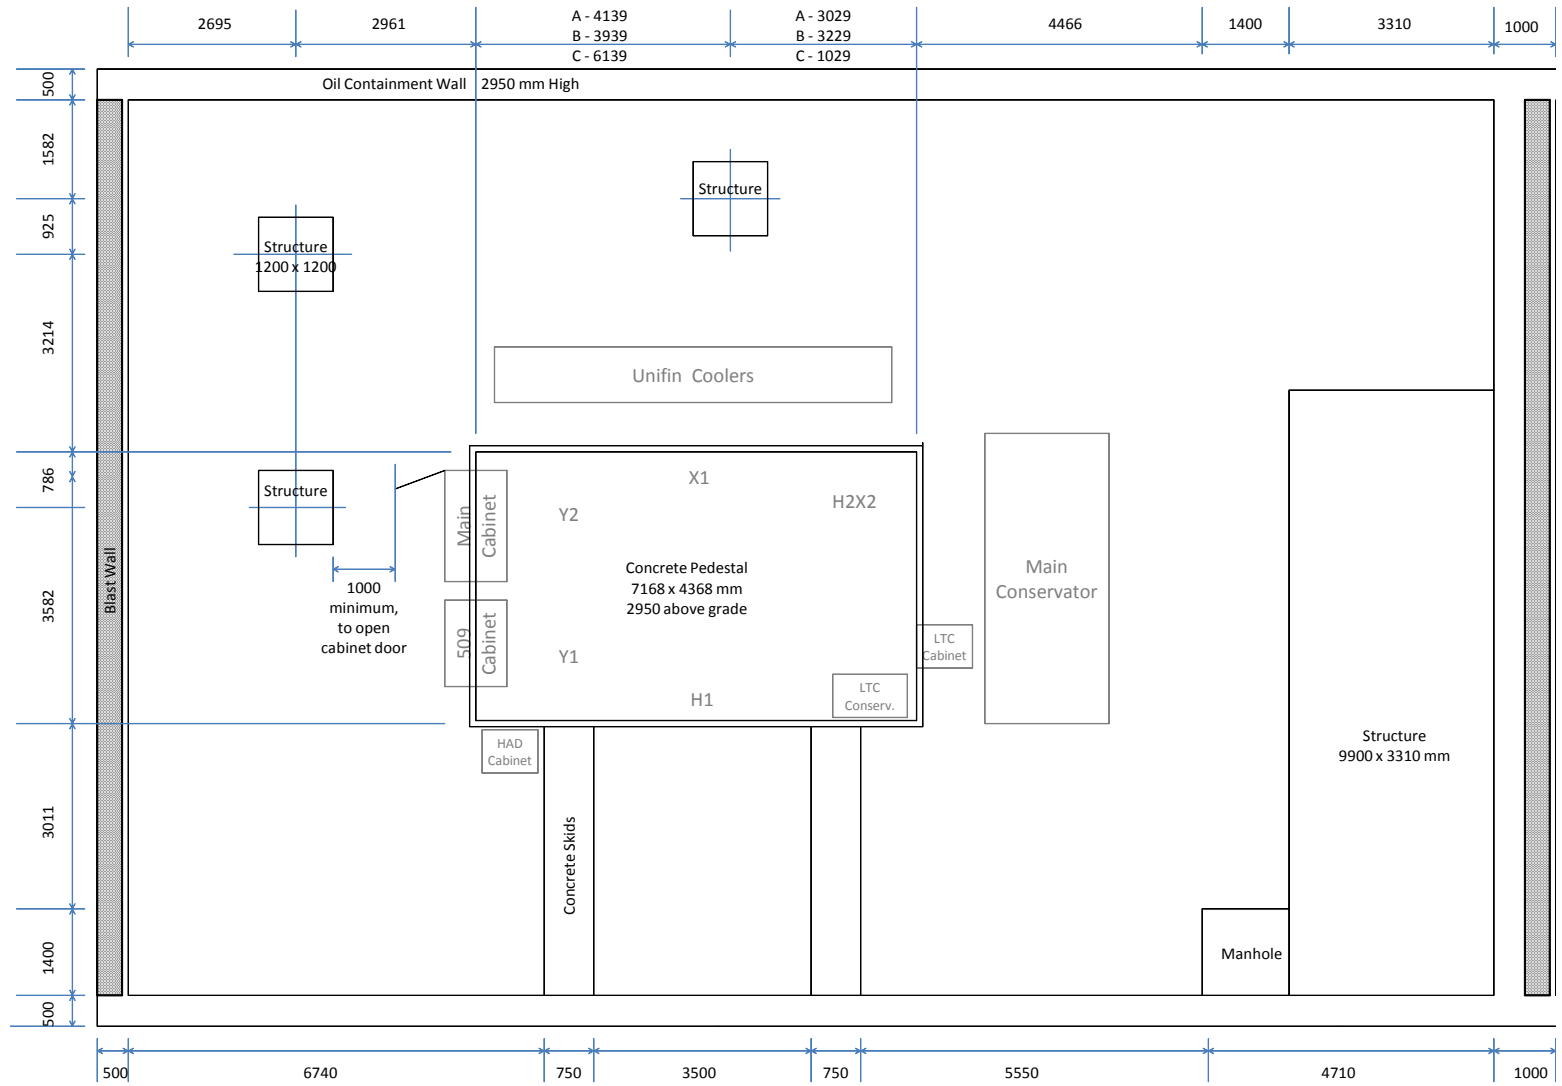 2695
2961
A - 4139
B - 3939
C - 6139
A - 3029
B - 3229
C - 1029
4466
1400
3310
1000
500
Oil Containment Wall 2950 mm High
1582
925
3214
786
3582
3011
1400
500
Blast Wall
Structure
Structure
1200 x 1200
Structure
Unifin Coolers
1000
minimum,
to open
cabinet door
Main
Cabinet
509
Cabinet
X1
Y2
H2X2
Concrete Pedestal
7168 x 4368 mm
2950 above grade
Y1
H1
Main
Conservator
LTC
Cabinet
LTC
Conserv.
HAD
Cabinet
Concrete Skids
Structure
9900 x 3310 mm
Manhole
500
6740
750
3500
750
5550
4710
1000